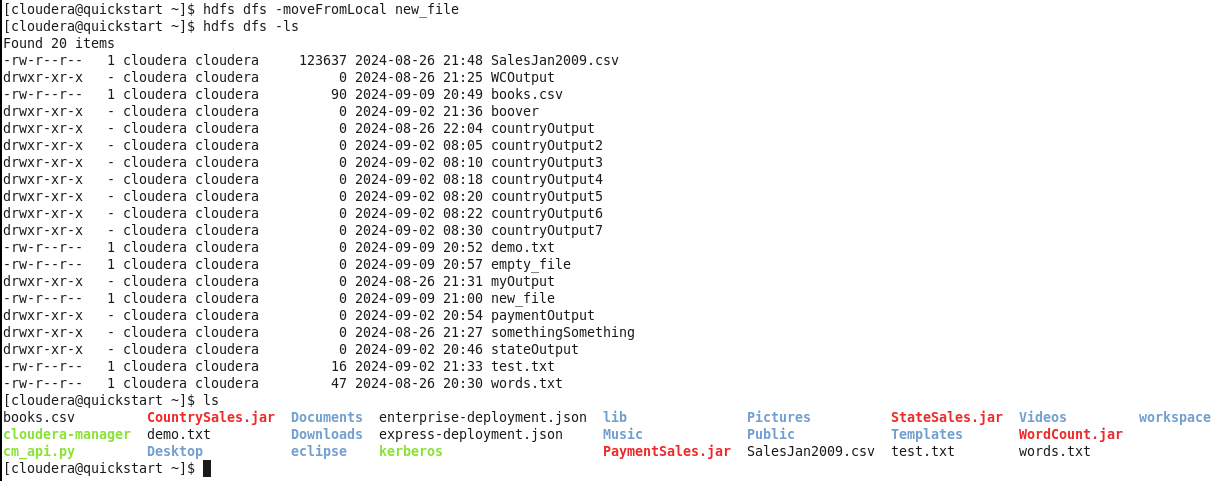 [cloudera@quickstart ~]$ hdfs dfs -moveFromLocal new_file
[cloudera@quickstart ~]$ hdfs dfs -ls
Found 20 items
-rw-r--r--   1 cloudera cloudera     123637 2024-08-26 21:48 SalesJan2009.csv
drwxr-xr-x   - cloudera cloudera          0 2024-08-26 21:25 WCOutput
-rw-r--r--   1 cloudera cloudera         90 2024-09-09 20:49 books.csv
drwxr-xr-x   - cloudera cloudera          0 2024-09-02 21:36 boover
drwxr-xr-x   - cloudera cloudera          0 2024-08-26 22:04 countryOutput
drwxr-xr-x   - cloudera cloudera          0 2024-09-02 08:05 countryOutput2
drwxr-xr-x   - cloudera cloudera          0 2024-09-02 08:10 countryOutput3
drwxr-xr-x   - cloudera cloudera          0 2024-09-02 08:18 countryOutput4
drwxr-xr-x   - cloudera cloudera          0 2024-09-02 08:20 countryOutput5
drwxr-xr-x   - cloudera cloudera          0 2024-09-02 08:22 countryOutput6
drwxr-xr-x   - cloudera cloudera          0 2024-09-02 08:30 countryOutput7
-rw-r--r--   1 cloudera cloudera          0 2024-09-09 20:52 demo.txt
-rw-r--r--   1 cloudera cloudera          0 2024-09-09 20:57 empty_file
drwxr-xr-x   - cloudera cloudera          0 2024-08-26 21:31 myOutput
-rw-r--r--   1 cloudera cloudera          0 2024-09-09 21:00 new_file
drwxr-xr-x   - cloudera cloudera          0 2024-09-02 20:54 paymentOutput
drwxr-xr-x   - cloudera cloudera          0 2024-08-26 21:27 somethingSomething
drwxr-xr-x   - cloudera cloudera          0 2024-09-02 20:46 stateOutput
-rw-r--r--   1 cloudera cloudera         16 2024-09-02 21:33 test.txt
-rw-r--r--   1 cloudera cloudera         47 2024-08-26 20:30 words.txt
[cloudera@quickstart ~]$ ls
books.csv         CountrySales.jar  Documents  enterprise-deployment.json  lib               Pictures          StateSales.jar  Videos         workspace
cloudera-manager  demo.txt          Downloads  express-deployment.json     Music             Public            Templates       WordCount.jar
cm_api.py         Desktop           eclipse    kerberos                    PaymentSales.jar  SalesJan2009.csv  test.txt        words.txt
[cloudera@quickstart ~]$